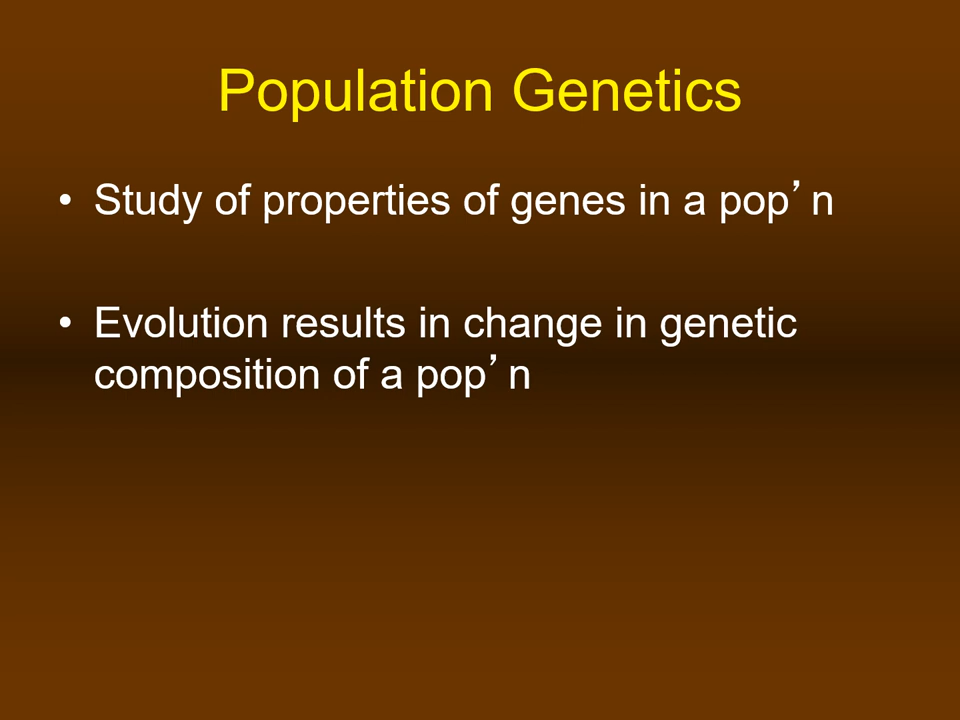 Population Genetics
• Study of properties of genes in a pop’n
• Evolution results in change in genetic
composition of a pop’n